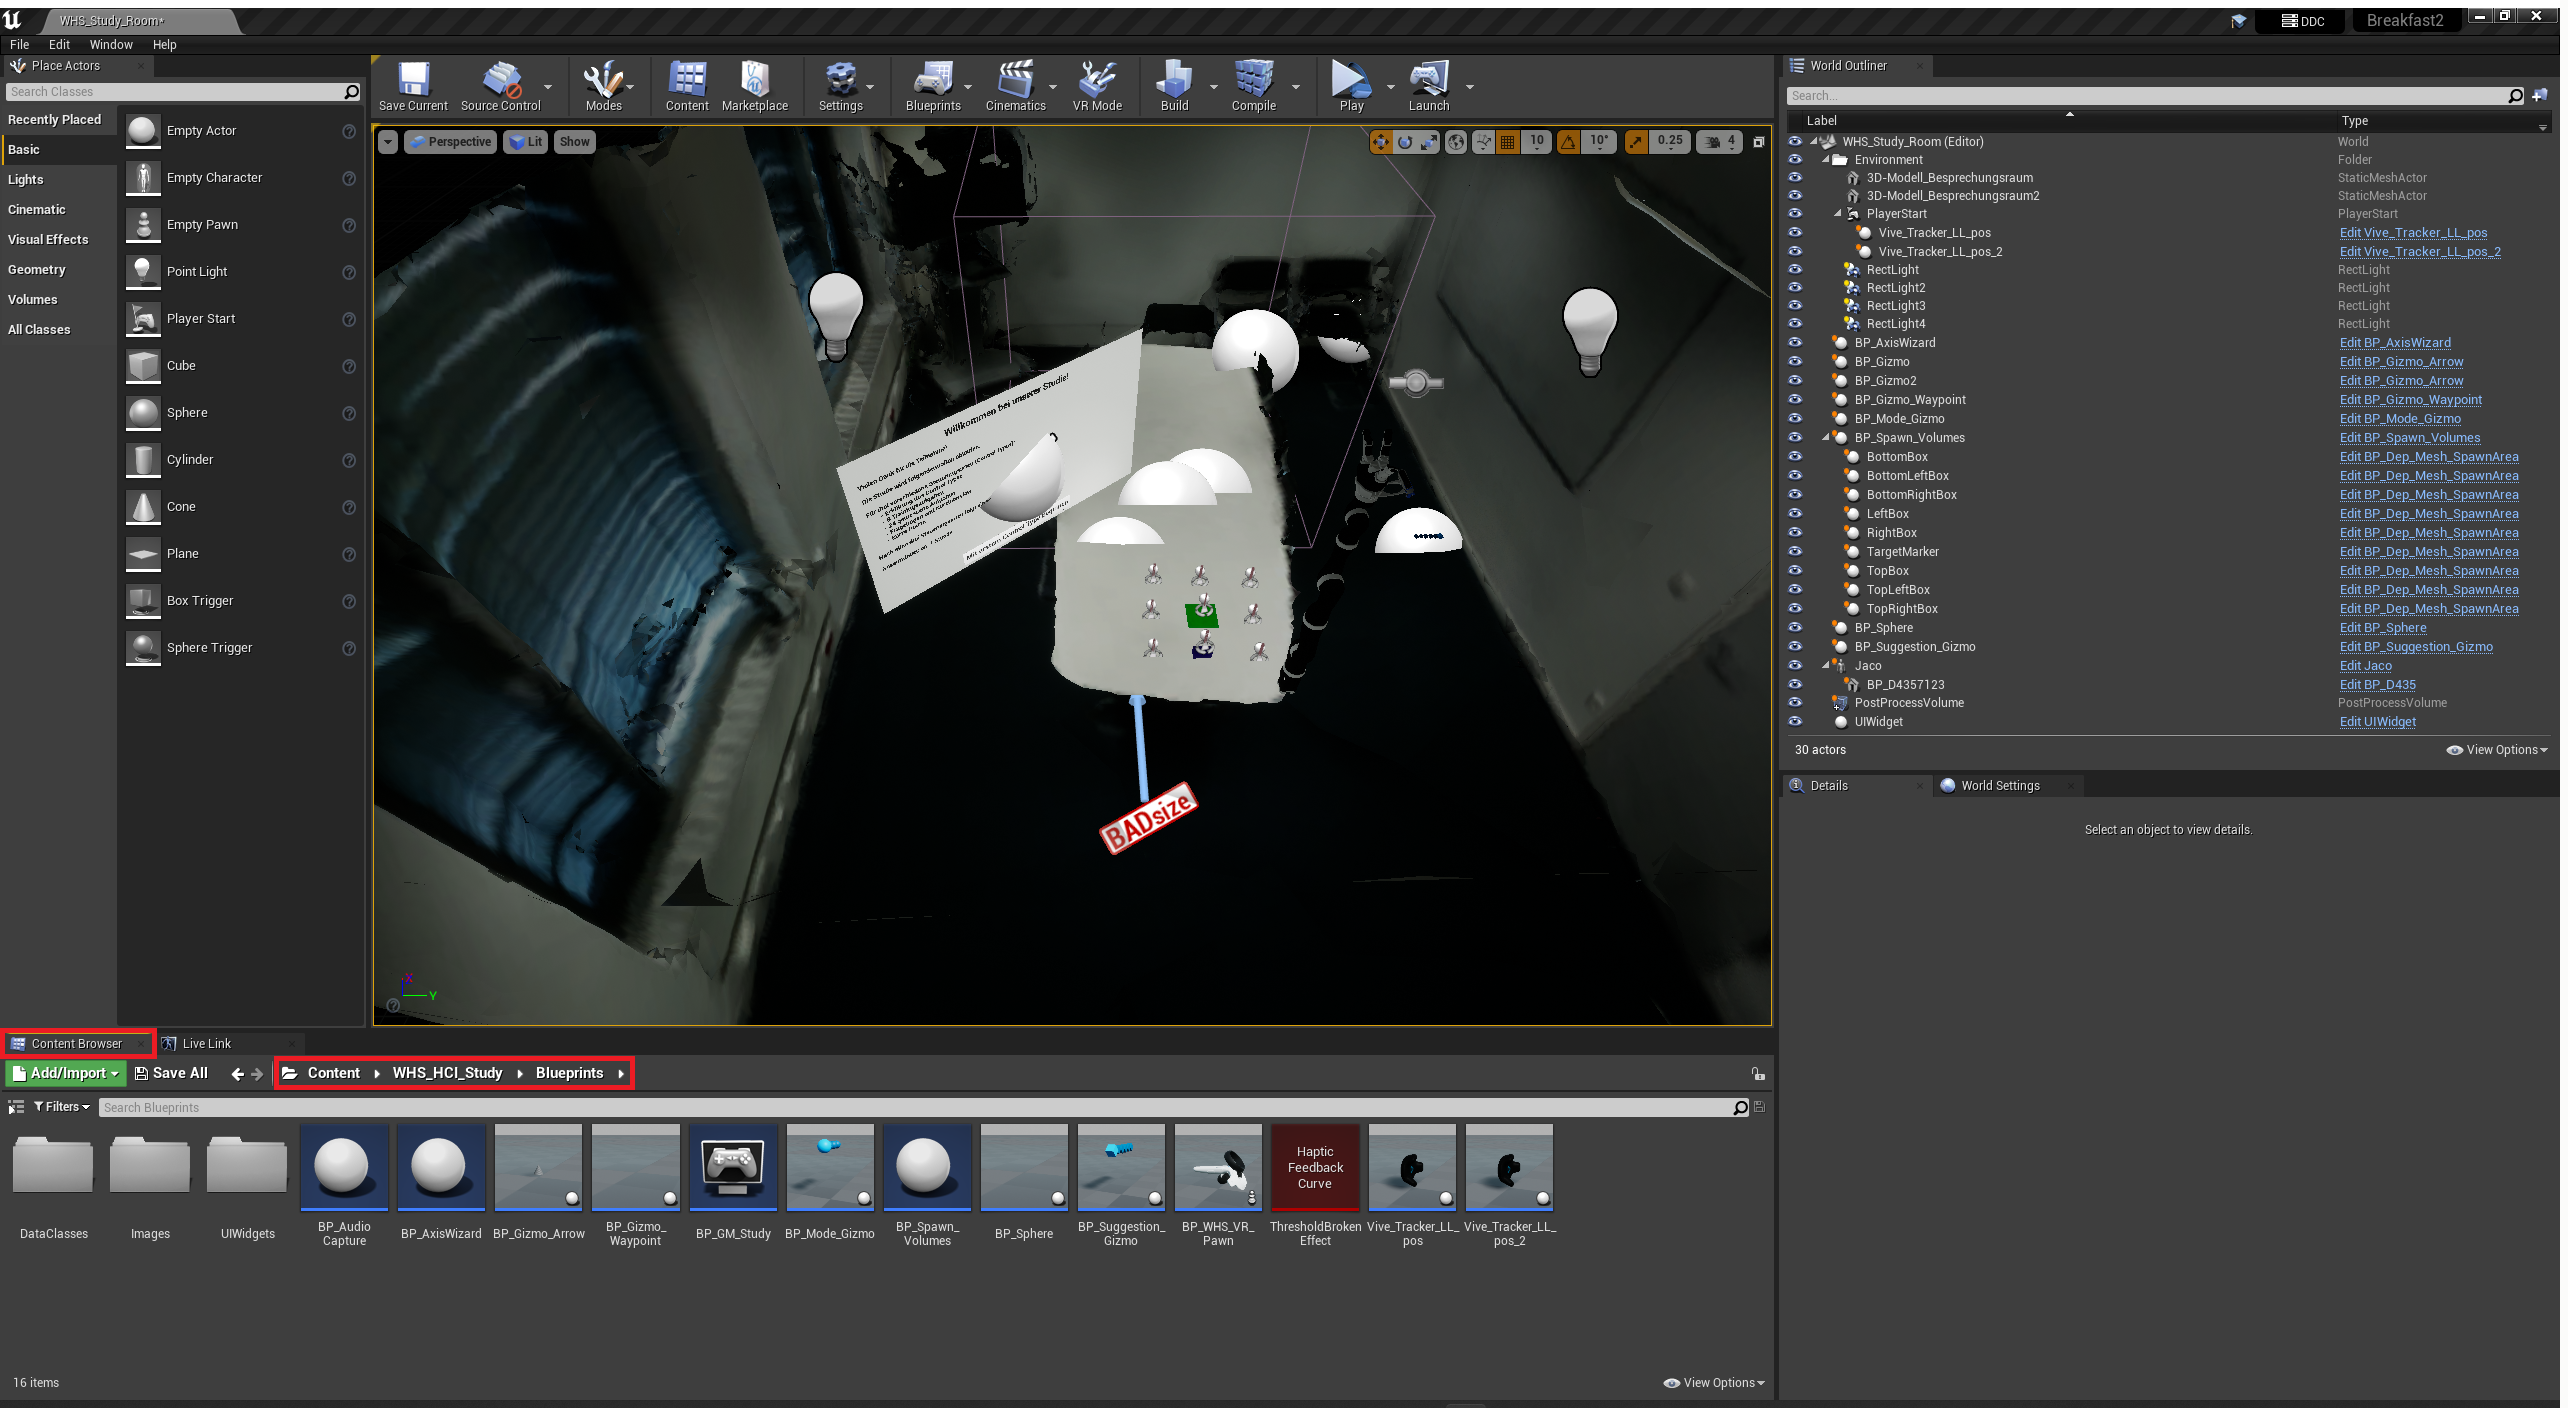 WHS_Study_Room*
DDC
Breakfast2
File Edit Window Help
Place Actors
Search Classes
Recently Placed
Basic
Lights
Cinematic
Visual Effects
Geometry
Volumes
All Classes
Empty Actor
Empty Character
Empty Pawn
Point Light
Player Start
Cube
Sphere
Cylinder
Cone
Plane
Box Trigger
Sphere Trigger
Save Current Source Control Modes Content Marketplace Settings Blueprints Cinematics VR Mode Build Compile Play Launch
Perspective Lit Show
10 10° 0.25 4
Willkommen bei unserer Studie!
Vielen Dank für die Teilnahme!
BADsize
Y
World Outliner
Search...
Label Type
WHS_Study_Room (Editor) World
Environment Folder
3D-Modell_Besprechungsraum StaticMeshActor
3D-Modell_Besprechungsraum2 StaticMeshActor
PlayerStart PlayerStart
Vive_Tracker_LL_pos Edit Vive_Tracker_LL_pos
Vive_Tracker_LL_pos_2 Edit Vive_Tracker_LL_pos_2
RectLight RectLight
RectLight2 RectLight
RectLight3 RectLight
RectLight4 RectLight
BP_AxisWizard Edit BP_AxisWizard
BP_Gizmo Edit BP_Gizmo_Arrow
BP_Gizmo2 Edit BP_Gizmo_Arrow
BP_Gizmo_Waypoint Edit BP_Gizmo_Waypoint
BP_Mode_Gizmo Edit BP_Mode_Gizmo
BP_Spawn_Volumes Edit BP_Spawn_Volumes
BottomBox Edit BP_Dep_Mesh_SpawnArea
BottomLeftBox Edit BP_Dep_Mesh_SpawnArea
BottomRightBox Edit BP_Dep_Mesh_SpawnArea
LeftBox Edit BP_Dep_Mesh_SpawnArea
RightBox Edit BP_Dep_Mesh_SpawnArea
TargetMarker Edit BP_Dep_Mesh_SpawnArea
TopBox Edit BP_Dep_Mesh_SpawnArea
TopLeftBox Edit BP_Dep_Mesh_SpawnArea
TopRightBox Edit BP_Dep_Mesh_SpawnArea
BP_Sphere Edit BP_Sphere
BP_Suggestion_Gizmo Edit BP_Suggestion_Gizmo
Jaco Edit Jaco
BP_D4357123 Edit BP_D435
PostProcessVolume PostProcessVolume
UIWidget Edit UIWidget
30 actors View Options
Details World Settings
Select an object to view details.
Content Browser Live Link
Add/Import Save All Content WHS_HCI_Study Blueprints
Filters Search Blueprints
Haptic
Feedback
Curve
DataClasses
Images
UIWidgets
BP_Audio
Capture
BP_AxisWizard
BP_Gizmo_Arrow
BP_Gizmo_
Waypoint
BP_GM_Study
BP_Mode_Gizmo
BP_Spawn_
Volumes
BP_Sphere
BP_Suggestion_
Gizmo
BP_WHS_VR_
Pawn
ThresholdBroken
Effect
Vive_Tracker_LL_
pos
Vive_Tracker_LL_
pos_2
16 items View Options